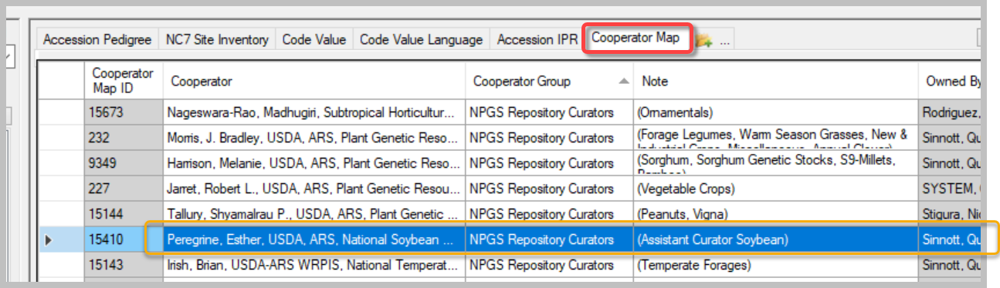 Accession Pedigree NC7 Site Inventory Code Value Code Value Language Accession IPR Cooperator Map ...
Cooperator Map ID Cooperator Cooperator Group Note Owned By
15673 Nageswara-Rao, Madhugiri, Subtropical Horticultur... NPGS Repository Curators (Ornamentals) Rodriguez,
232 Morris, J. Bradley, USDA, ARS, Plant Genetic Reso... NPGS Repository Curators (Forage Legumes, Warm Season Grasses, New & Industrial Crops, Miscellaneous, Annual Clover) Sinnott, Qu
9349 Harrison, Melanie, USDA, ARS, Plant Genetic Reso... NPGS Repository Curators (Sorghum, Sorghum Genetic Stocks, S9-Millets, Bamboo) Sinnott, Qu
227 Jarret, Robert L., USDA, ARS, Plant Genetic Resou... NPGS Repository Curators (Vegetable Crops) SYSTEM,
15144 Tallury, Shyamalrau P., USDA, ARS, Plant Genetic ... NPGS Repository Curators (Peanuts, Vigna) Stigura, Nic
15410 Peregrine, Esther, USDA, ARS, National Soybean ... NPGS Repository Curators (Assistant Curator Soybean) Sinnott, Qu
15143 Irish, Brian, USDA-ARS WRPIS, National Temperat... NPGS Repository Curators (Temperate Forages) Sinnott, Qu